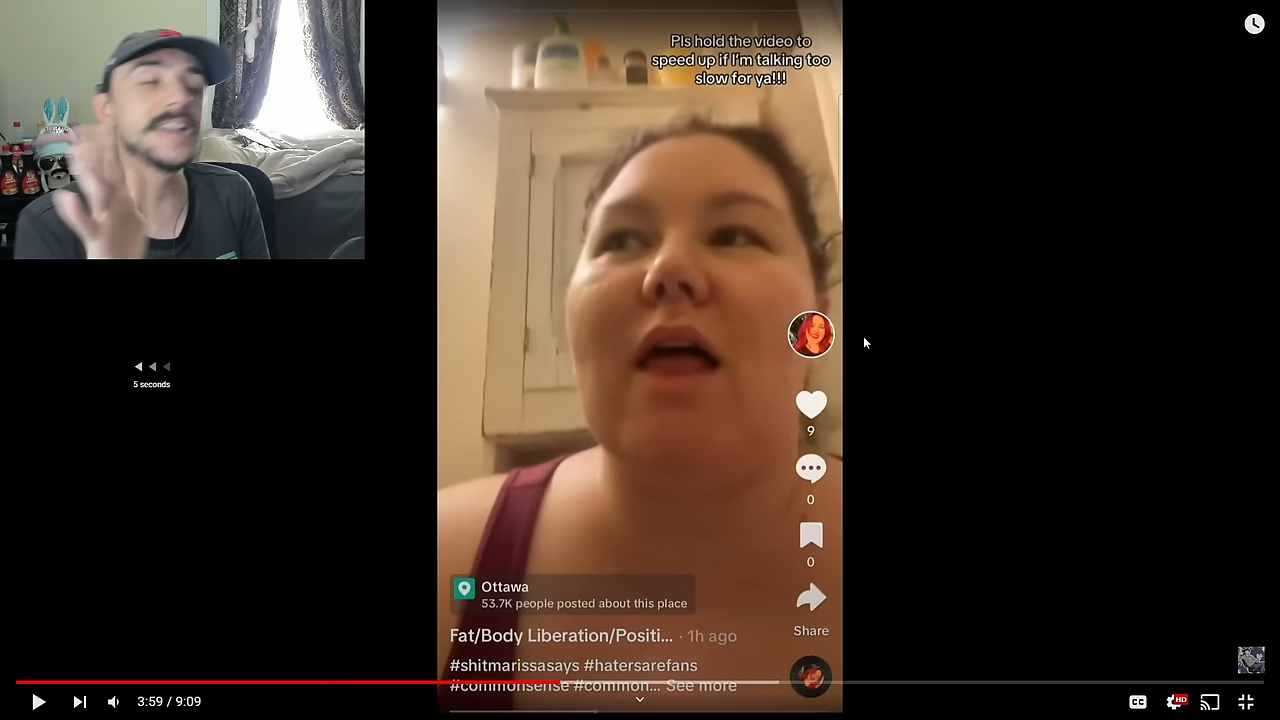 Pls hold the video to
speed up if I'm talking too
slow for ya!!!
5 seconds
9
0
0
Share
Ottawa
53.7K people posted about this place
Fat/Body Liberation/Positi... · 1h ago
#shitmarissasays #hatersarefans
#commonsense #common... See more
3:59 / 9:09
CC
HD